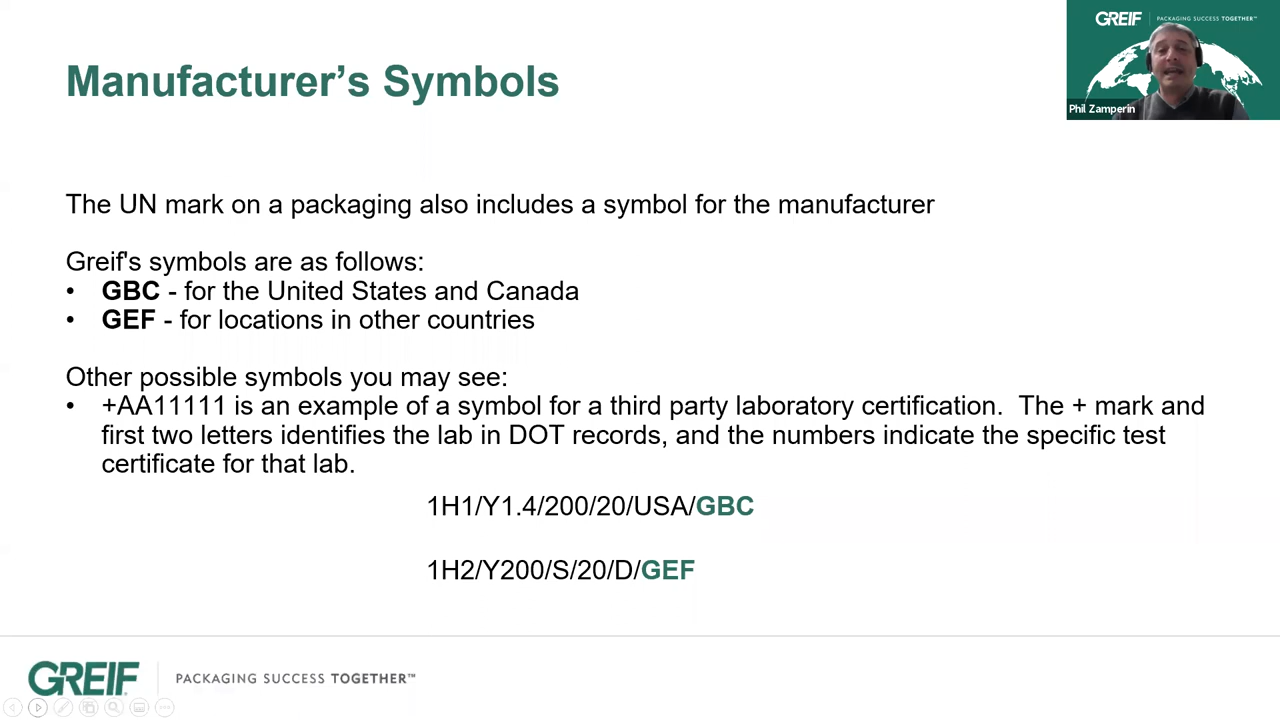 GREIF PACKAGING SUCCESS TOGETHER™
Phil Zamperin
Manufacturer’s Symbols
The UN mark on a packaging also includes a symbol for the manufacturer
Greif's symbols are as follows:
• GBC - for the United States and Canada
• GEF - for locations in other countries
Other possible symbols you may see:
• +AA11111 is an example of a symbol for a third party laboratory certification.  The + mark and
first two letters identifies the lab in DOT records, and the numbers indicate the specific test
certificate for that lab.
1H1/Y1.4/200/20/USA/GBC
1H2/Y200/S/20/D/GEF
GREIF PACKAGING SUCCESS TOGETHER™